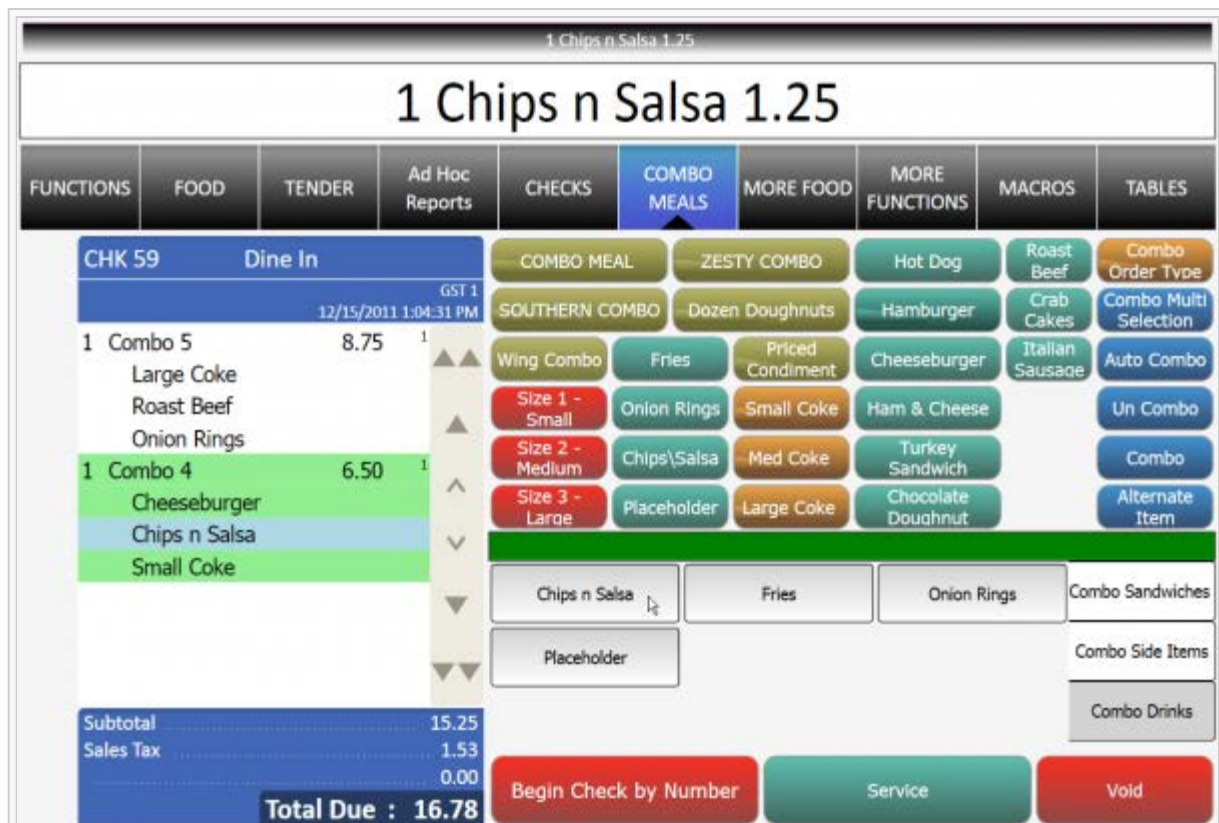 1 Chips n Salsa 1.25
1 Chips n Salsa 1.25
FUNCTIONS
FOOD
TENDER
Ad Hoc
Reports
CHECKS
COMBO
MEALS
MORE FOOD
MORE
FUNCTIONS
MACROS
TABLES
CHK 59 Dine In
GST 1
12/15/2011 1:04:31 PM
1 Combo 5 8.75 1
Large Coke
Roast Beef
Onion Rings
1 Combo 4 6.50 1
Cheeseburger
Chips n Salsa
Small Coke
Subtotal 15.25
Sales Tax 1.53
0.00
Total Due : 16.78
COMBO MEAL
ZESTY COMBO
Hot Dog
Roast
Beef
Combo
Order Type
SOUTHERN COMBO
Dozen Doughnuts
Hamburger
Crab
Cakes
Combo Multi
Selection
Wing Combo
Fries
Priced
Condiment
Cheeseburger
Italian
Sausage
Auto Combo
Size 1 -
Small
Onion Rings
Small Coke
Ham & Cheese
Un Combo
Size 2 -
Medium
Chips\Salsa
Med Coke
Turkey
Sandwich
Combo
Size 3 -
Large
Placeholder
Large Coke
Chocolate
Doughnut
Alternate
Item
Chips n Salsa
Fries
Onion Rings
Combo Sandwiches
Placeholder
Combo Side Items
Combo Drinks
Begin Check by Number
Service
Void